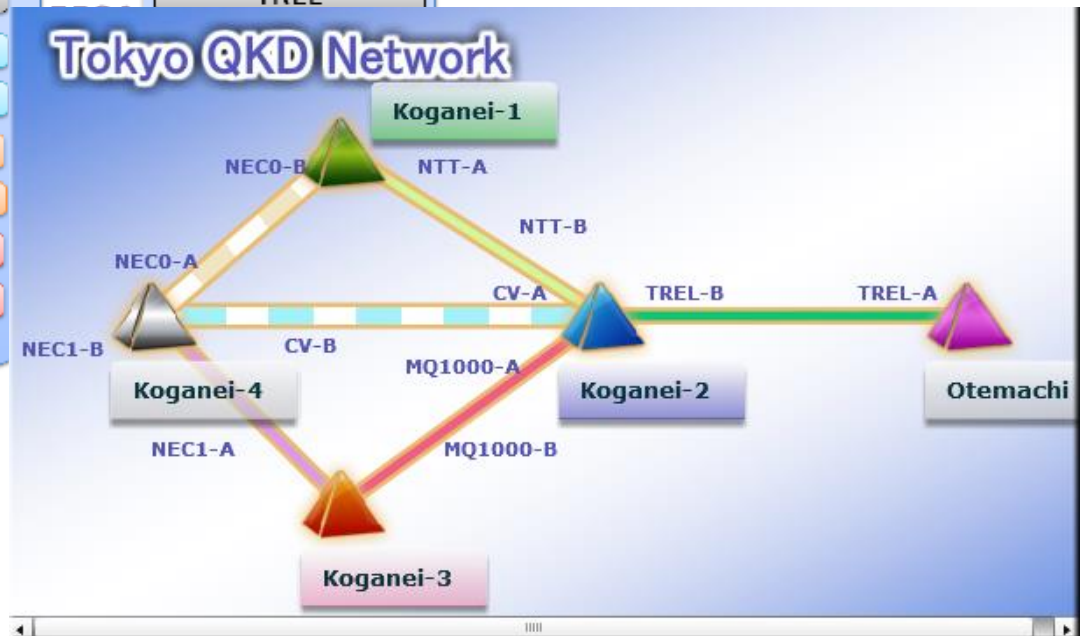 TREL
Tokyo QKD Network
Koganei-1
NEC0-B
NTT-A
NTT-B
NEC0-A
CV-A
TREL-B
TREL-A
NEC1-B
CV-B
MQ1000-A
Koganei-4
Koganei-2
Otemachi
NEC1-A
MQ1000-B
Koganei-3